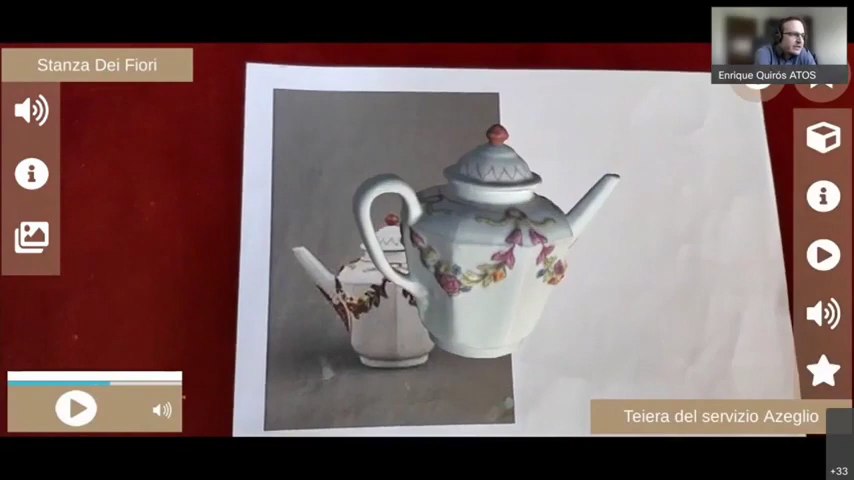 Stanza Dei Fiori
Enrique Quirós ATOS
Teiera del servizio Azeglio
+33